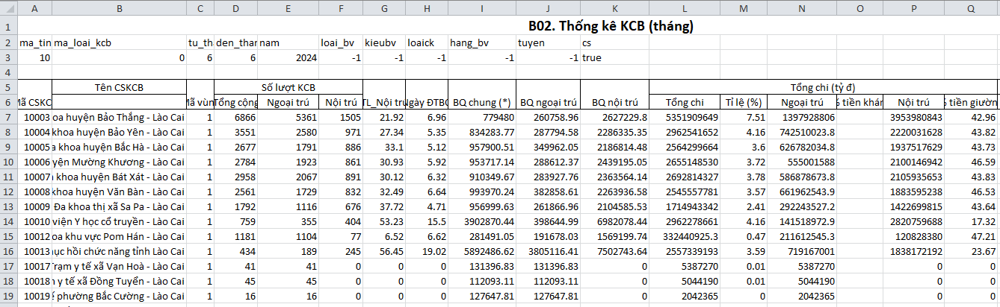 A B C D E F G H I J K L M N O P Q
1 B02. Thống kê KCB (tháng)
2 ma_tin ma_loai_kcb tu_th den_than nam loai_bv kieubv loaick hang_bv tuyen cs
3 10 0 6 6 2024 -1 -1 -1 -1 -1 true
4
5 Tên CSKCB Số lượt KCB Tổng chi (tỷ đ)
6 Mã CSKC Mã vùn Tổng cộng Ngoại trú Nội trú TL_Nội trú Ngày ĐTBQ BQ chung (*) BQ ngoại trú BQ nội trú Tổng chi Tỉ lệ (%) Ngoại trú tiền khán Nội trú tiền giườn
7 10003 oa huyện Bảo Thắng - Lào Cai 1 6866 5361 1505 21.92 6.96 779480 260758.96 2627229.8 5351909649 7.51 1397928806 3953980843 42.96
8 10004 khoa huyện Bảo Yên - Lào Cai 1 3551 2580 971 27.34 5.35 834283.77 287794.58 2286335.35 2962541652 4.16 742510023.8 2220031628 43.82
9 10005 a khoa huyện Bắc Hà - Lào Cai 1 2677 1791 886 33.1 5.12 957900.51 349962.05 2186814.48 2564299664 3.6 626782034.8 1937517629 43.73
10 10006 yện Mường Khương - Lào Cai 1 2784 1923 861 30.93 5.92 953717.14 288612.37 2439195.05 2655148530 3.72 555001588 2100146942 46.59
11 10007 khoa huyện Bát Xát - Lào Cai 1 2958 2067 891 30.12 6.32 910349.67 283927.76 2363564.14 2692814327 3.78 586878673.8 2105935653 43.83
12 10008 khoa huyện Văn Bàn - Lào Cai 1 2561 1729 832 32.49 6.64 993970.24 382858.61 2263936.58 2545557781 3.57 661962543.9 1883595238 46.53
13 10009 Đa khoa thị xã Sa Pa - Lào Cai 1 1792 1116 676 37.72 4.71 956999.63 261866.96 2104585.53 1714943342 2.41 292243527.2 1422699815 43.64
14 10010 viện Y học cổ truyền - Lào Cai 1 759 355 404 53.23 15.5 3902870.44 398644.99 6982078.44 2962278661 4.16 141518972.9 2820759688 17.32
15 10012 oa khu vực Pom Hán - Lào Cai 1 1181 1104 77 6.52 6.62 281491.05 191678.03 1569199.74 332440925.3 0.47 211612545.3 120828380 47.21
16 10013 ục hồi chức năng tỉnh Lào Cai 1 434 189 245 56.45 19.02 5892486.62 3805116.41 7502743.64 2557339193 3.59 719167001 1838172192 23.67
17 10017 Trạm y tế xã Vạn Hoà - Lào Cai 1 41 41 0 0 0 131396.83 131396.83 0 5387270 0.01 5387270 0 0
18 10018 n y tế xã Đồng Tuyển - Lào Cai 1 45 45 0 0 0 112093.11 112093.11 0 5044190 0.01 5044190 0 0
19 10019 ế phường Bắc Cường - Lào Cai 1 16 16 0 0 0 127647.81 127647.81 0 2042365 0 2042365 0 0